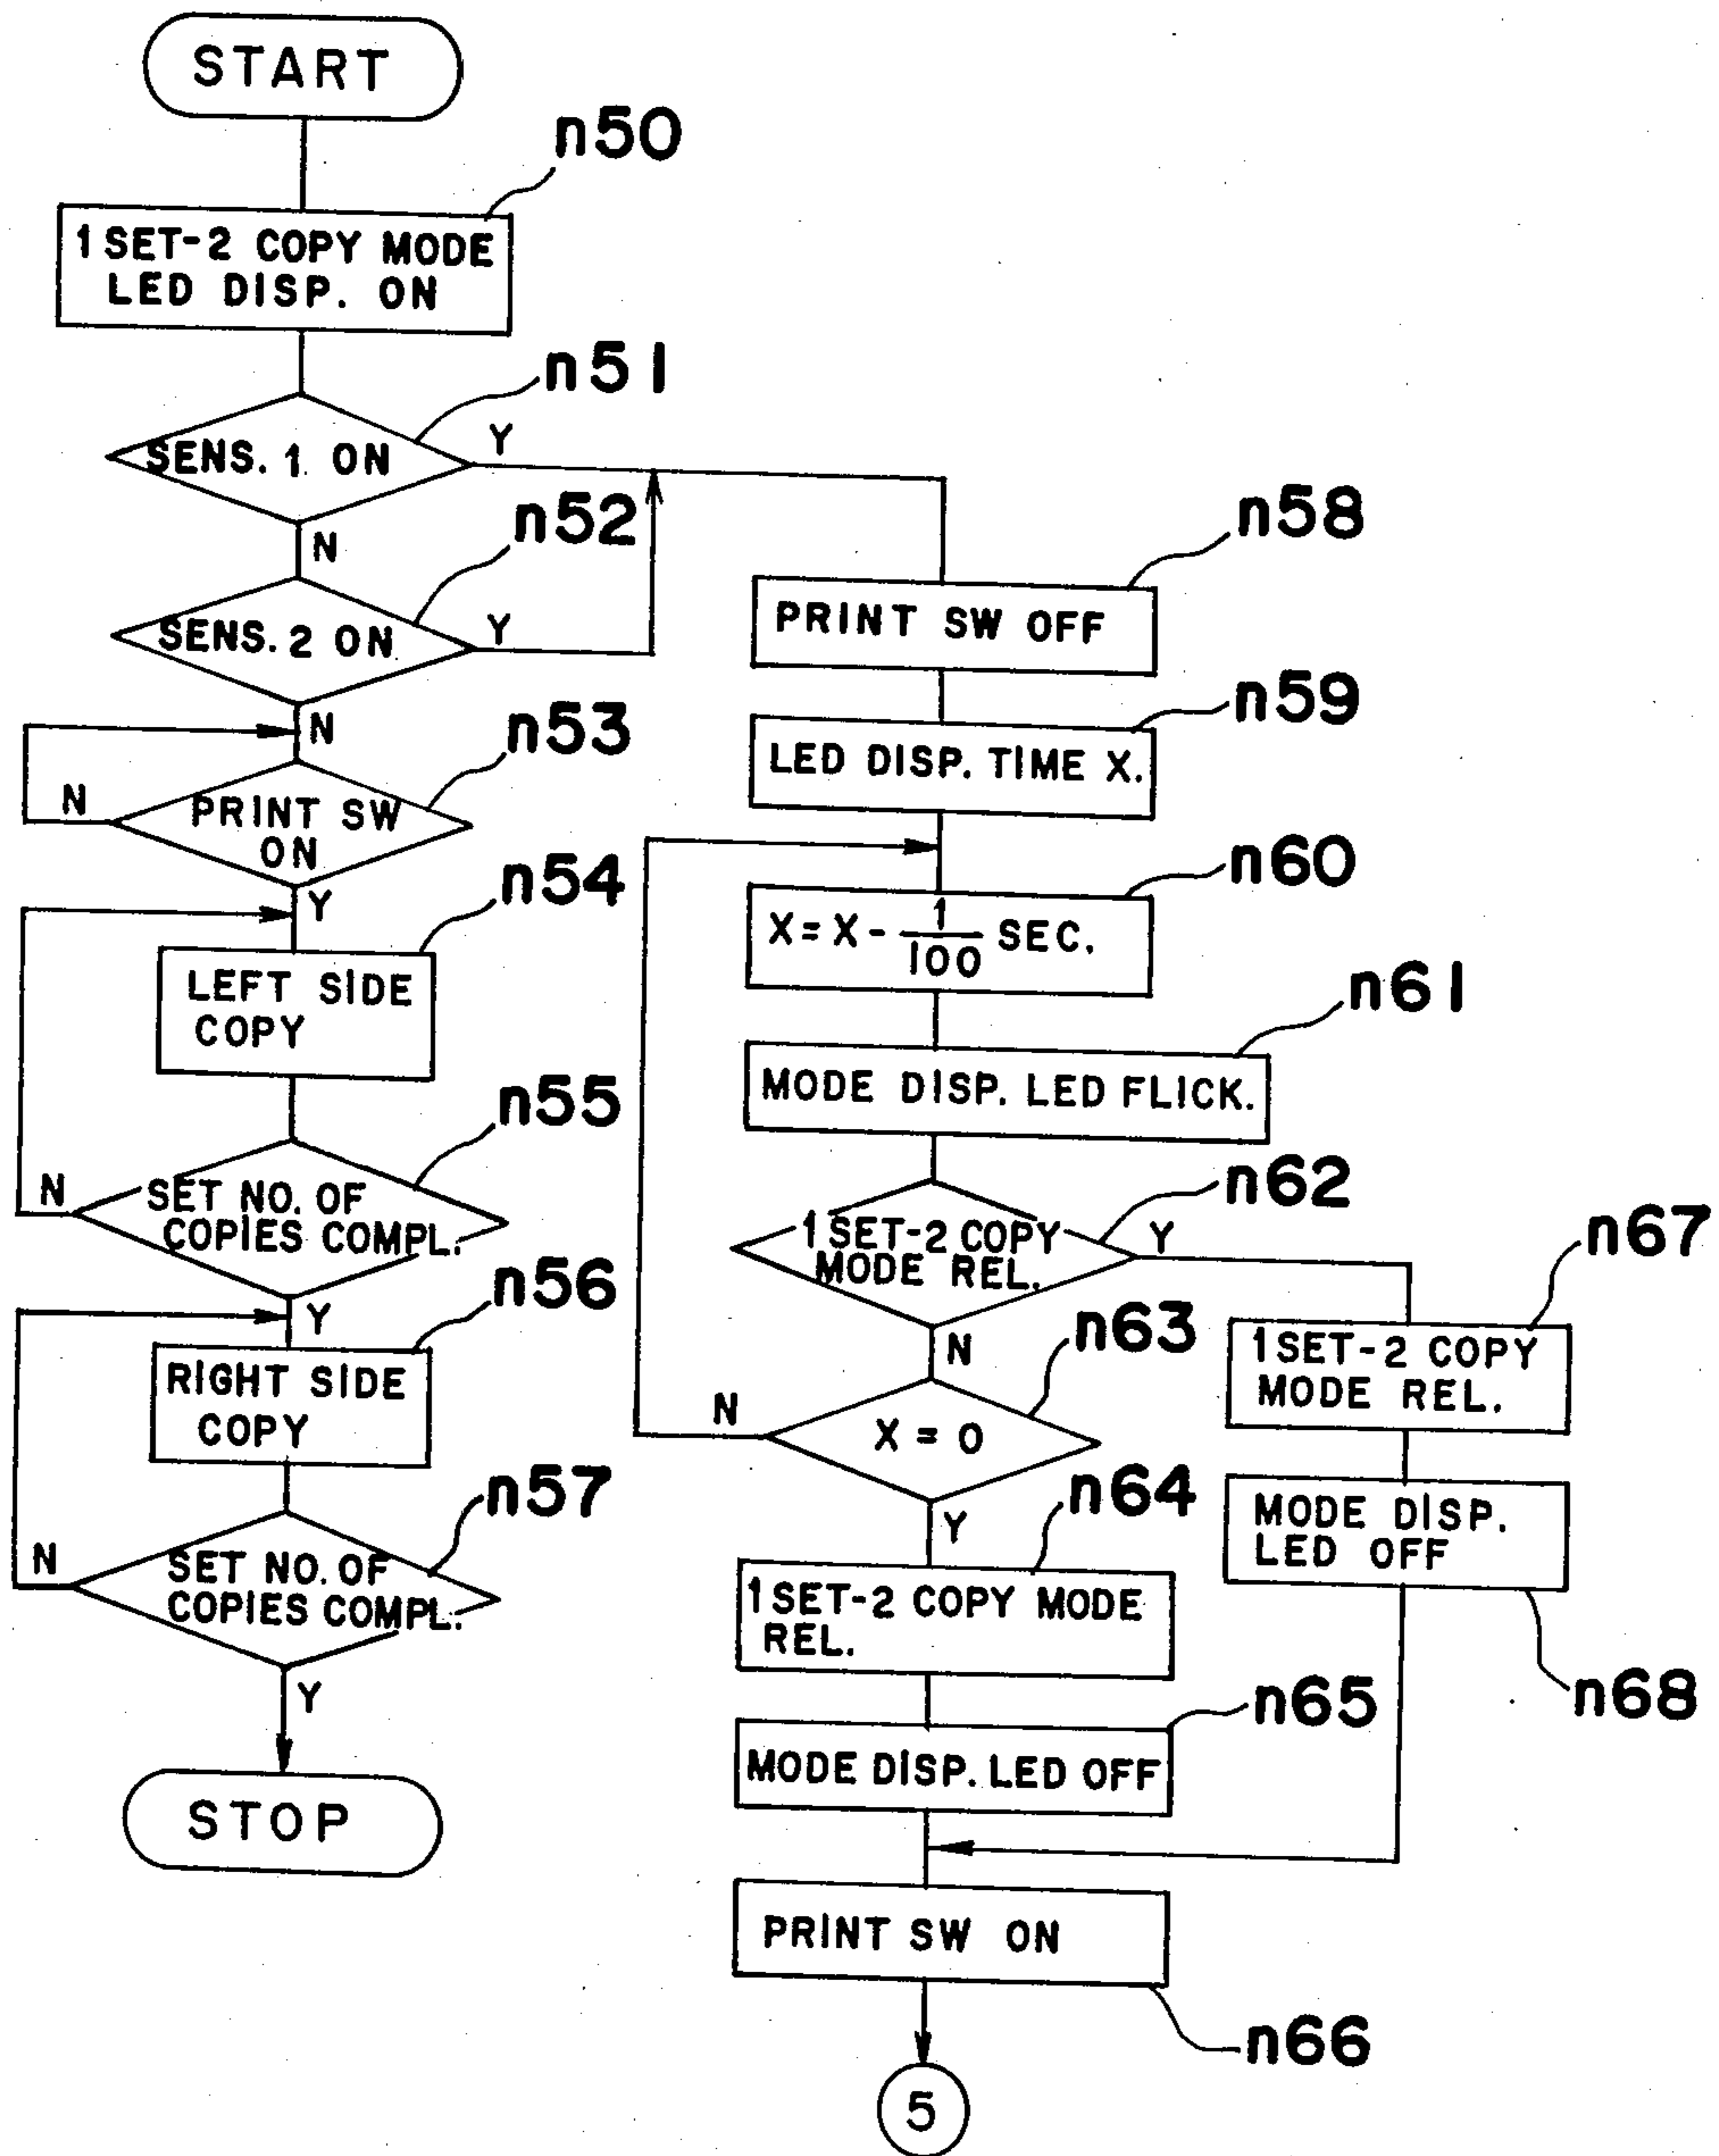 START
n50
1 SET-2 COPY MODE
LED DISP. ON
n51
SENS. 1 ON
Y
N
n52
SENS. 2 ON
Y
N
n53
PRINT SW
ON
N
Y
n54
LEFT SIDE
COPY
n55
SET NO. OF
COPIES COMPL.
N
Y
n56
RIGHT SIDE
COPY
n57
SET NO. OF
COPIES COMPL.
N
Y
STOP
n58
PRINT SW OFF
n59
LED DISP. TIME X.
n60
X = X - 1/100 SEC.
n61
MODE DISP. LED FLICK.
n62
1 SET-2 COPY
MODE REL.
Y
N
n63
X = 0
N
Y
n64
1 SET-2 COPY MODE
REL.
n65
MODE DISP. LED OFF
n67
1 SET-2 COPY
MODE REL.
MODE DISP.
LED OFF
n68
PRINT SW ON
n66
5